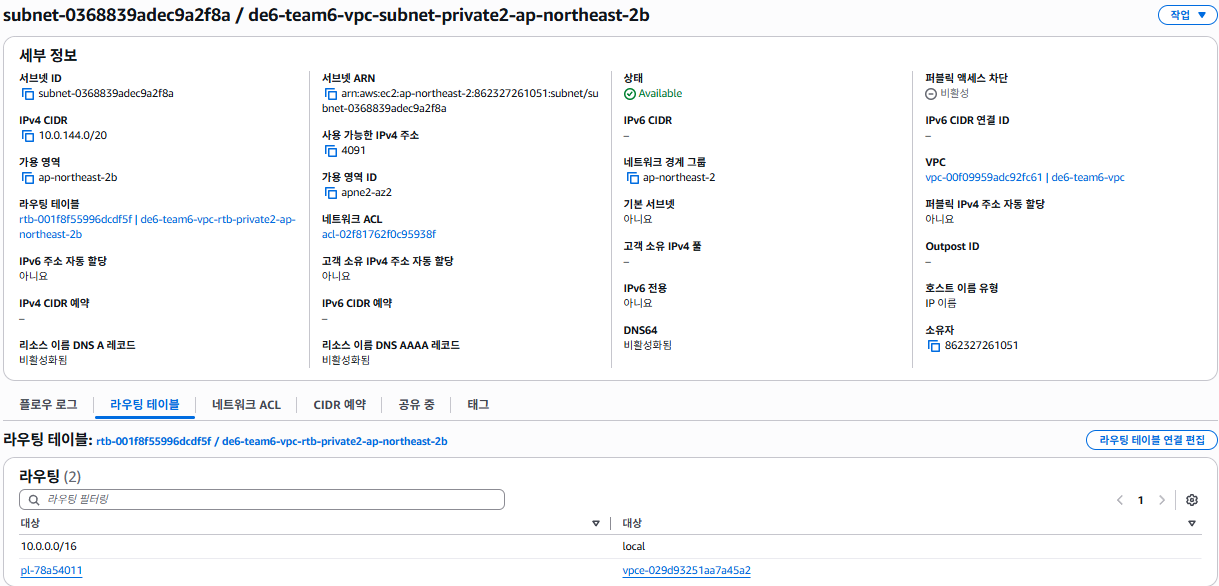 subnet-0368839adec9a2f8a / de6-team6-vpc-subnet-private2-ap-northeast-2b
작업 ▼
세부 정보
서브넷 ID
subnet-0368839adec9a2f8a
IPv4 CIDR
10.0.144.0/20
가용 영역
ap-northeast-2b
라우팅 테이블
rtb-001f8f55996dcdf5f | de6-team6-vpc-rtb-private2-ap-
northeast-2b
IPv6 주소 자동 할당
아니요
IPv4 CIDR 예약
–
리소스 이름 DNS A 레코드
비활성화됨
서브넷 ARN
arn:aws:ec2:ap-northeast-2:862327261051:subnet/su
bnet-0368839adec9a2f8a
사용 가능한 IPv4 주소
4091
가용 영역 ID
apne2-az2
네트워크 ACL
acl-02f81762f0c95938f
고객 소유 IPv4 주소 자동 할당
아니요
IPv6 CIDR 예약
–
리소스 이름 DNS AAAA 레코드
비활성화됨
상태
Available
IPv6 CIDR
–
네트워크 경계 그룹
ap-northeast-2
기본 서브넷
아니요
고객 소유 IPv4 풀
–
IPv6 전용
아니요
DNS64
비활성화됨
퍼블릭 액세스 차단
비활성
IPv6 CIDR 연결 ID
–
VPC
vpc-00f09959adc92fc61 | de6-team6-vpc
퍼블릭 IPv4 주소 자동 할당
아니요
Outpost ID
–
호스트 이름 유형
IP 이름
소유자
862327261051
플로우 로그
라우팅 테이블
네트워크 ACL
CIDR 예약
공유 중
태그
라우팅 테이블: rtb-001f8f55996dcdf5f / de6-team6-vpc-rtb-private2-ap-northeast-2b
라우팅 테이블 연결 편집
라우팅 (2)
라우팅 필터링
1
대상 대상
10.0.0.0/16 local
pl-78a54011 vpce-029d93251aa7a45a2